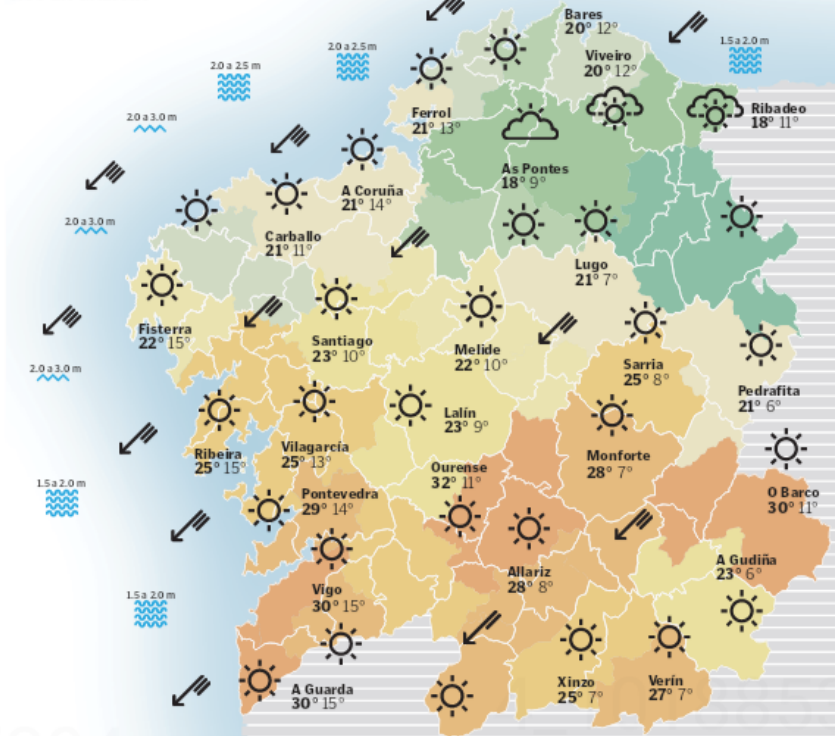 Bares
20° 12°
2.0 a 2.5 m
1.5 a 2.0 m
Viveiro
20° 12°
2.0 a 2.5 m
Ferrol
21° 13°
Ribadeo
18° 11°
2.0 a 3.0 m
As Pontes
18° 9°
A Coruña
21° 14°
2.0 a 3.0 m
Carballo
21° 11°
Lugo
21° 7°
Fisterra
22° 15°
Santiago
23° 10°
Melide
22° 10°
Sarria
25° 8°
2.0 a 3.0 m
Pedrafita
21° 6°
Lalín
23° 9°
Vilagarcía
25° 13°
Ribeira
25° 15°
Monforte
28° 7°
Ourense
32° 11°
1.5 a 2.0 m
Pontevedra
29° 14°
O Barco
30° 11°
A Gudiña
23° 6°
Allariz
28° 8°
Vigo
30° 15°
1.5 a 2.0 m
A Guarda
30° 15°
Xinzo
25° 7°
Verín
27° 7°